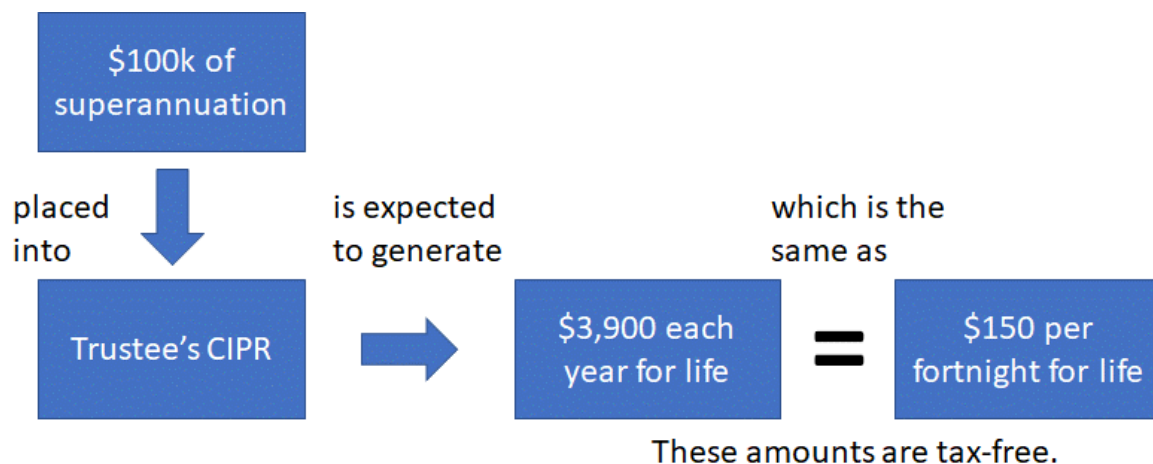 $100k of
superannuation
placed
into
Trustee's CIPR
is expected
to generate
$3,900 each
year for life
which is the
same as
=
$150 per
fortnight for life
These amounts are tax-free.